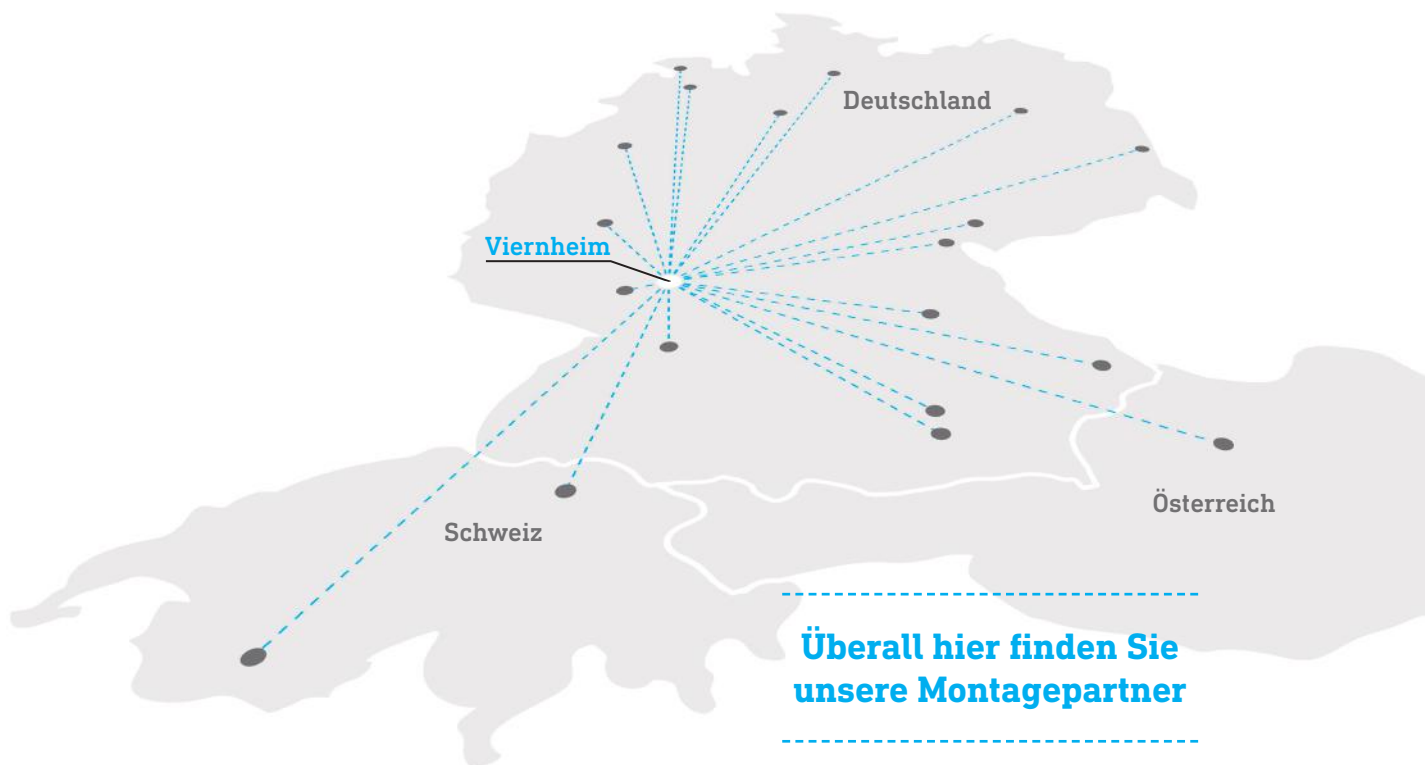 Deutschland
Viernheim
Österreich
Schweiz
Überall hier finden Sie
unsere Montagepartner